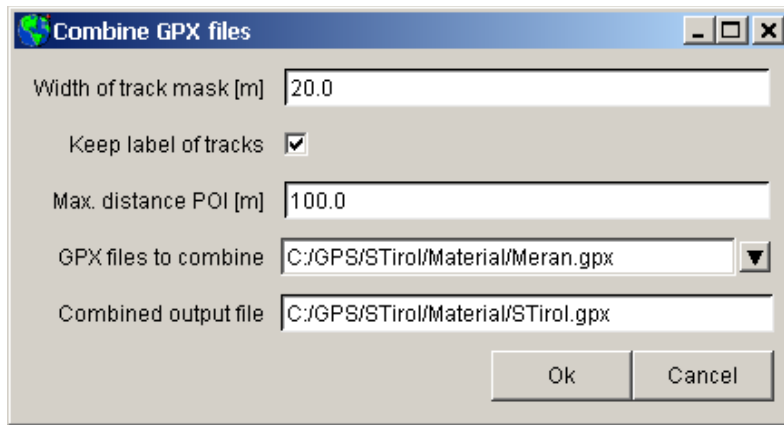 Combine GPX files
Width of track mask [m] 20.0
Keep label of tracks
Max. distance POI [m] 100.0
GPX files to combine C:/GPS/STirol/Material/Meran.gpx
Combined output file C:/GPS/STirol/Material/STirol.gpx
Ok Cancel